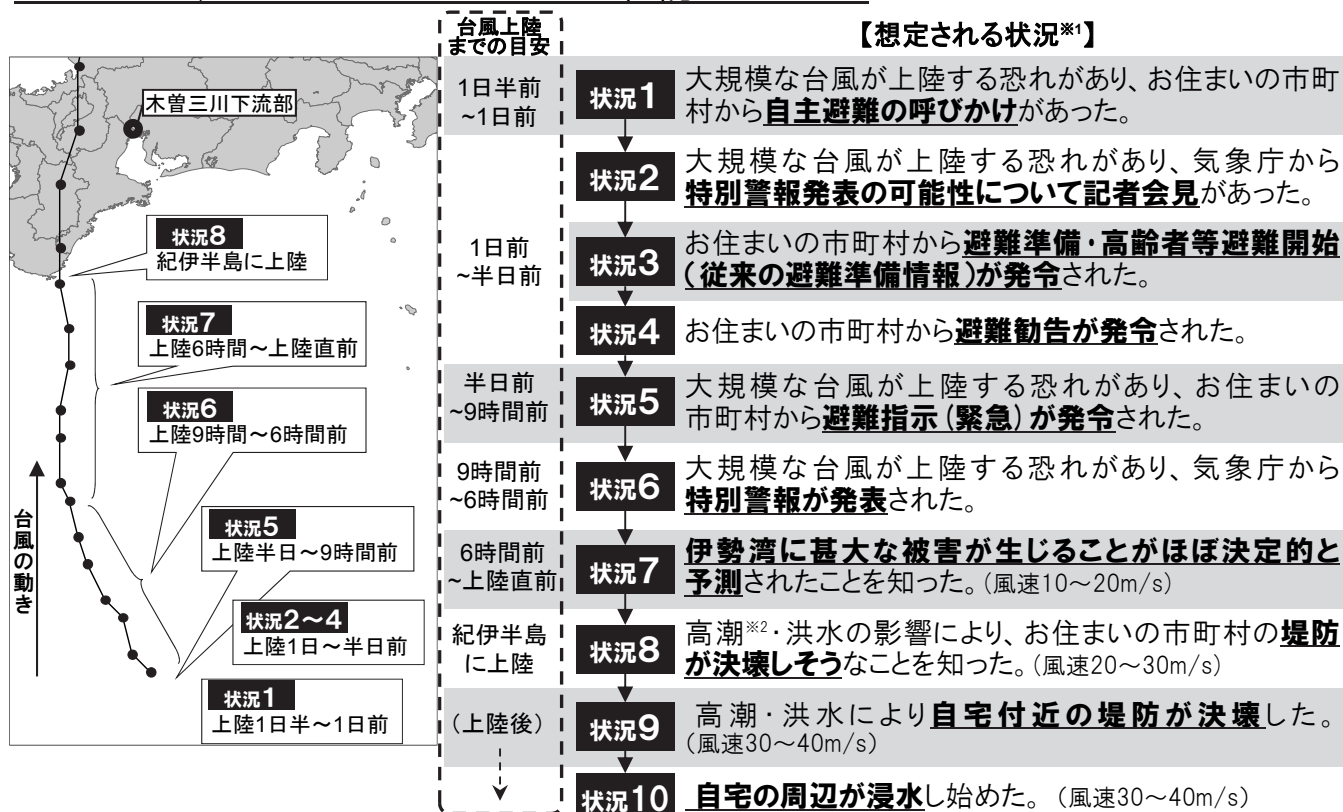 木曽三川下流部
状況8
紀伊半島に上陸
状況7
上陸6時間～上陸直前
状況6
上陸9時間～6時間前
状況5
上陸半日～9時間前
状況2～4
上陸1日～半日前
状況1
上陸1日半～1日前
台風の動き
台風上陸
までの目安
【想定される状況※1】
1日半前
~1日前
状況1
大規模な台風が上陸する恐れがあり、お住まいの市町
村から自主避難の呼びかけがあった。
1日前
~半日前
状況2
大規模な台風が上陸する恐れがあり、気象庁から
特別警報発表の可能性について記者会見があった。
状況3
お住まいの市町村から避難準備・高齢者等避難開始
(従来の避難準備情報)が発令された。
状況4
お住まいの市町村から避難勧告が発令された。
半日前
~9時間前
状況5
大規模な台風が上陸する恐れがあり、お住まいの
市町村から避難指示(緊急)が発令された。
9時間前
~6時間前
状況6
大規模な台風が上陸する恐れがあり、気象庁から
特別警報が発表された。
6時間前
~上陸直前
状況7
伊勢湾に甚大な被害が生じることがほぼ決定的と
予測されたことを知った。(風速10～20m/s)
紀伊半島
に上陸
状況8
高潮※2・洪水の影響により、お住まいの市町村の堤防
が決壊しそうなことを知った。(風速20～30m/s)
(上陸後)
状況9
高潮・洪水により自宅付近の堤防が決壊した。
(風速30～40m/s)
状況10
自宅の周辺が浸水し始めた。(風速30～40m/s)